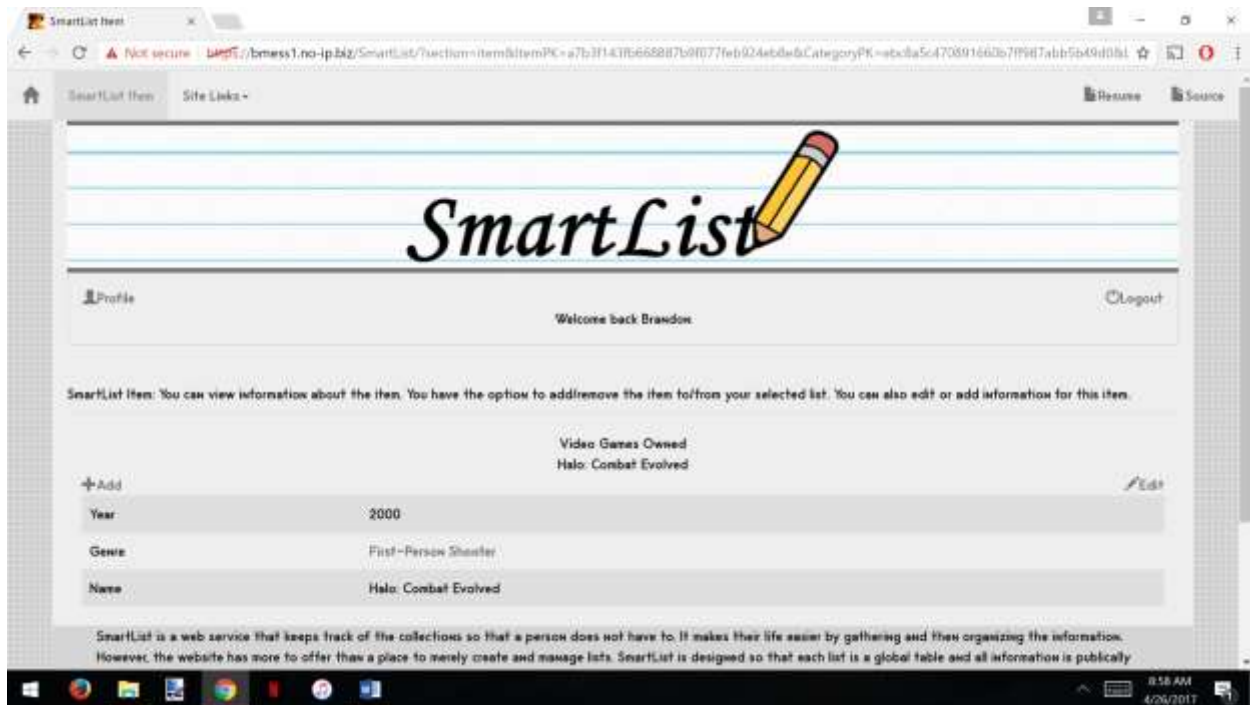 SmartList Item
Not secure https://bmess1.no-ip.biz/SmartList/?section=item&ItemPK=
SmartList Item Site Links Resume Source
SmartList
Profile Logout
Welcome back Brandon
SmartList Item: You can view information about the item. You have the option to add/remove the item to/from your selected list. You can also edit or add information for this item.
Video Games Owned
Halo: Combat Evolved
Add Edit
Year 2000
Genre First-Person Shooter
Name Halo: Combat Evolved
SmartList is a web service that keeps track of the collections so that a person does not have to. It makes their life easier by gathering and then organizing the information.
However, the website has more to offer than a place to merely create and manage lists. SmartList is designed so that each list is a global table and all information is publically
8:58 AM
4/26/2017